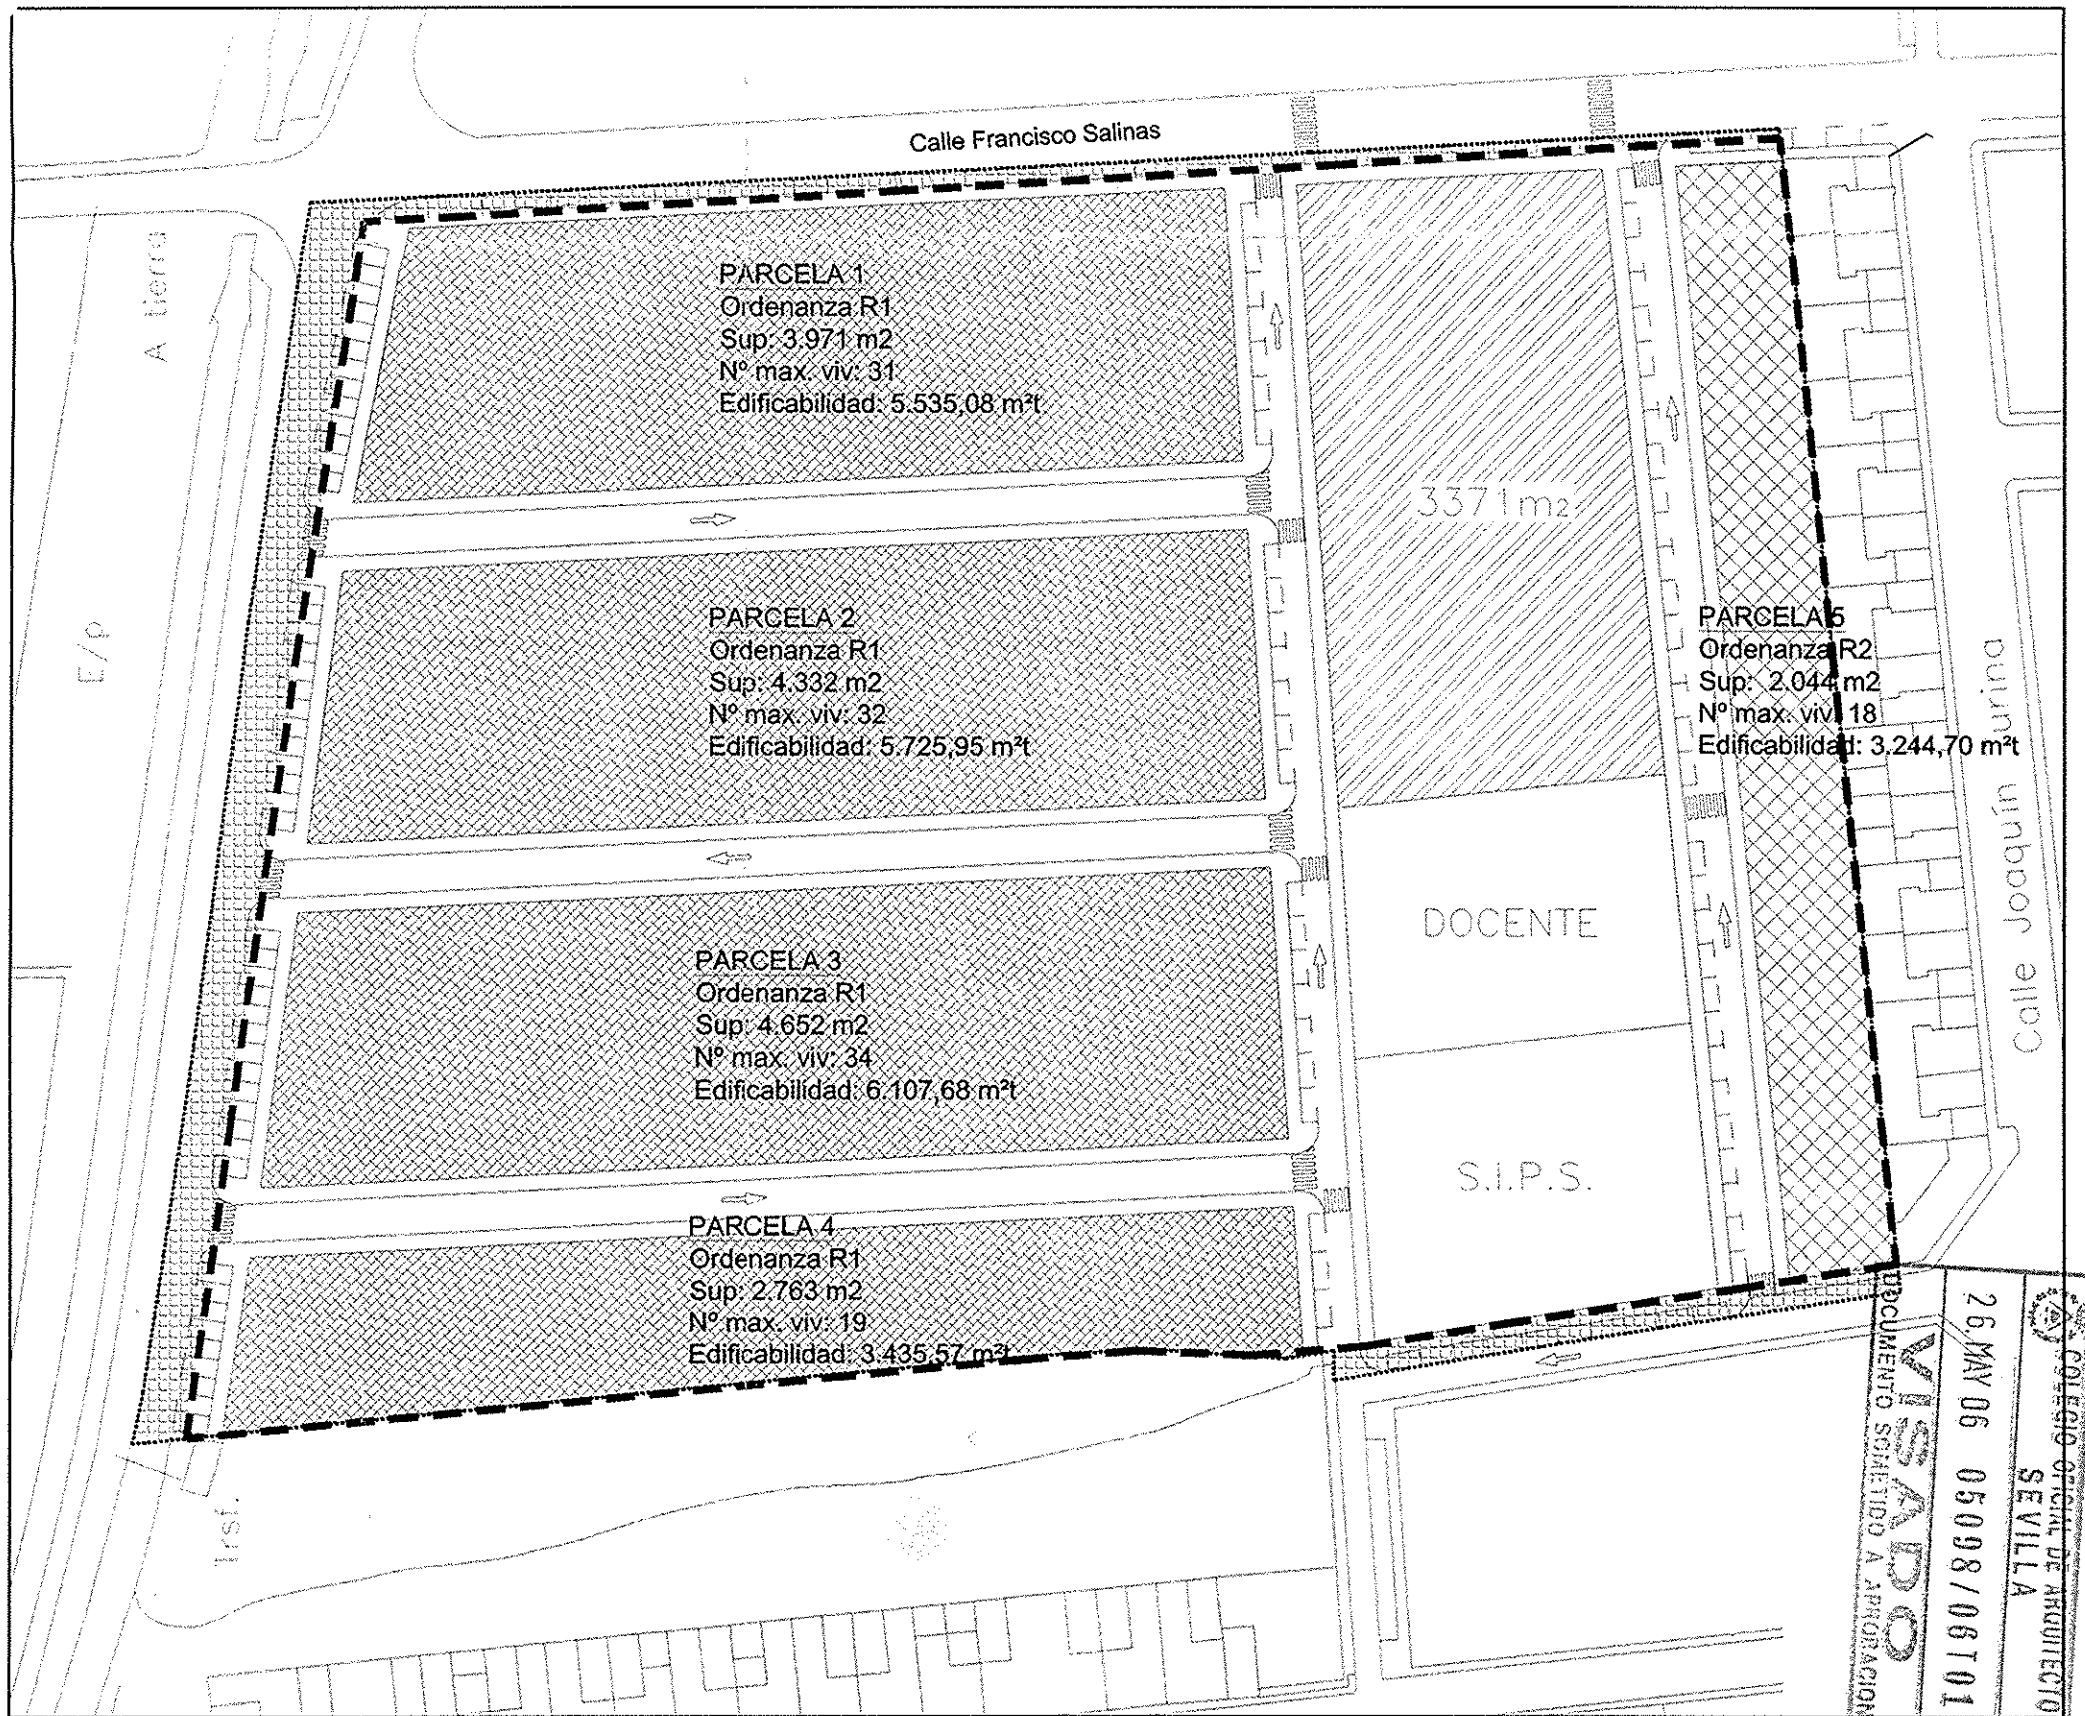 Calle Francisco Salinas
A tierra
E/p
PARCELA 1
Ordenanza R1
Sup: 3.971 m2
Nº max. viv: 31
Edificabilidad: 5.535,08 m²t
3371m2
PARCELA 2
Ordenanza R1
Sup: 4.332 m2
Nº max. viv: 32
Edificabilidad: 5.725,95 m²t
PARCELA 5
Ordenanza R2
Sup: 2.044 m2
Nº max. viv: 18
Edificabilidad: 3.244,70 m²t
Calle Joaquín Turina
DOCENTE
PARCELA 3
Ordenanza R1
Sup: 4.652 m2
Nº max. viv: 34
Edificabilidad: 6.107,68 m²t
S.I.P.S.
PARCELA 4
Ordenanza R1
Sup: 2.763 m2
Nº max. viv: 19
Edificabilidad: 3.435,57 m²t
Inst.
COLEGIO OFICIAL DE ARQUITECTO
SEVILLA
26.MAY 06 05098/06T01
VISADO
DOCUMENTO SOMETIDO A APROBACION